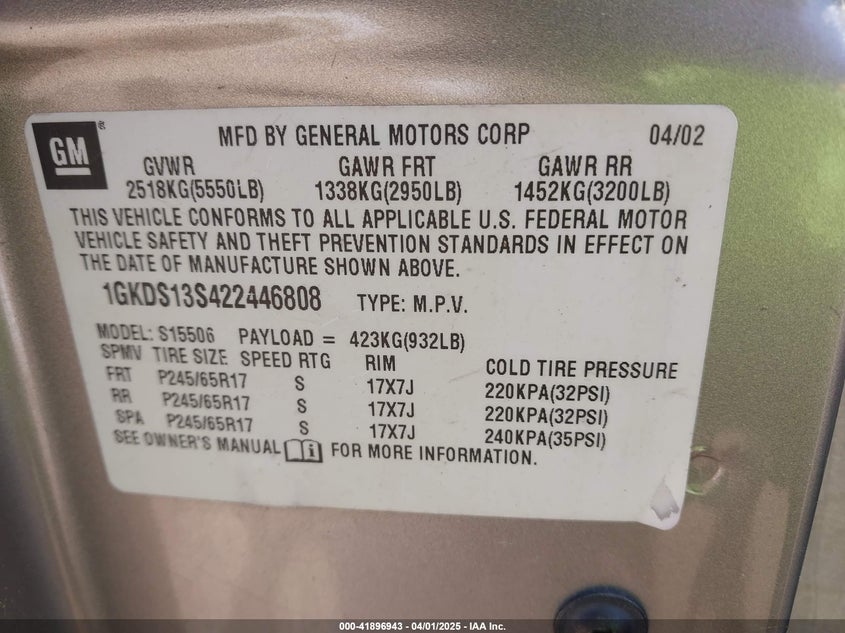 GM ®
MFD BY GENERAL MOTORS CORP 04/02
GVWR GAWR FRT GAWR RR
2518KG(5550LB) 1338KG(2950LB) 1452KG(3200LB)
THIS VEHICLE CONFORMS TO ALL APPLICABLE U.S. FEDERAL MOTOR
VEHICLE SAFETY AND THEFT PREVENTION STANDARDS IN EFFECT ON
THE DATE OF MANUFACTURE SHOWN ABOVE.
1GKDS13S422446808 TYPE: M.P.V.
MODEL: S15506 PAYLOAD = 423KG(932LB)
SPMV TIRE SIZE SPEED RTG RIM COLD TIRE PRESSURE
FRT P245/65R17 S 17X7J 220KPA(32PSI)
RR P245/65R17 S 17X7J 220KPA(32PSI)
SPA P245/65R17 S 17X7J 240KPA(35PSI)
SEE OWNER'S MANUAL i FOR MORE INFORMATION.
000-41896943 - 04/01/2025 - IAA Inc.